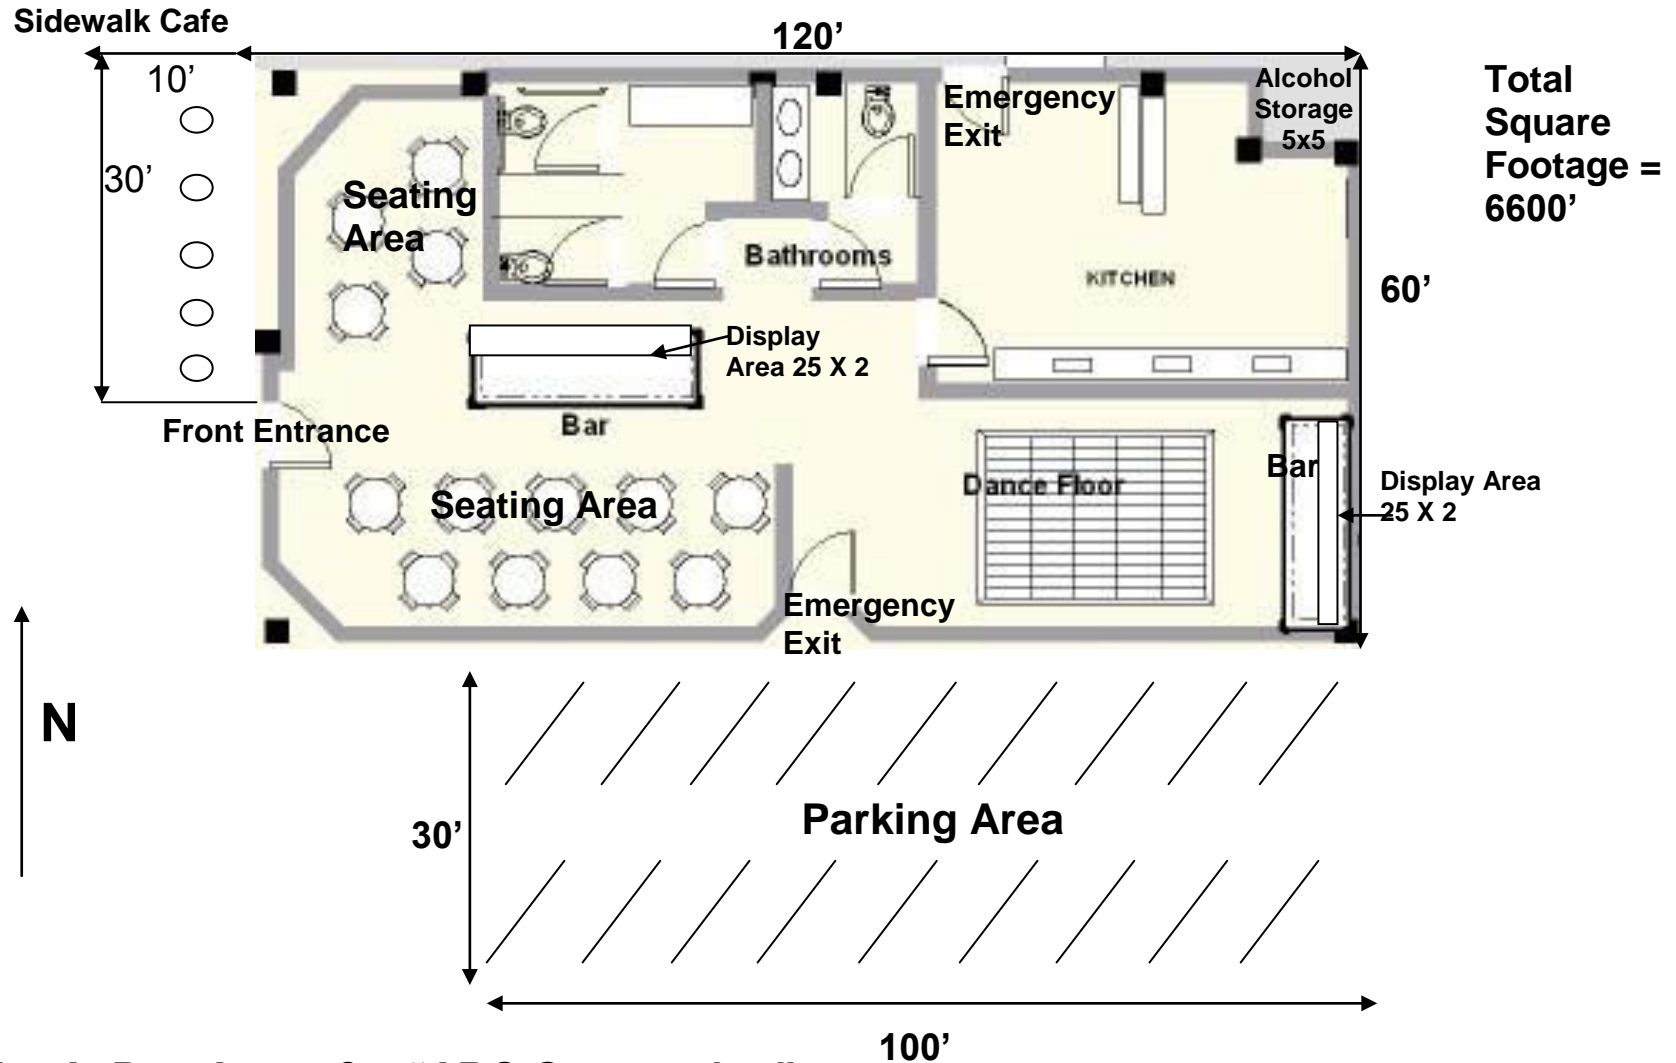 Sidewalk Cafe
120’
10’
30’
Emergency
Exit
Alcohol
Storage
5x5
Total
Square
Footage =
6600’
Seating
Area
Bathrooms
KITCHEN
60’
Display
Area 25 X 2
Bar
Front Entrance
Seating Area
Dance Floor
Bar
Display Area
25 X 2
Emergency
Exit
N
30’
Parking Area
100’